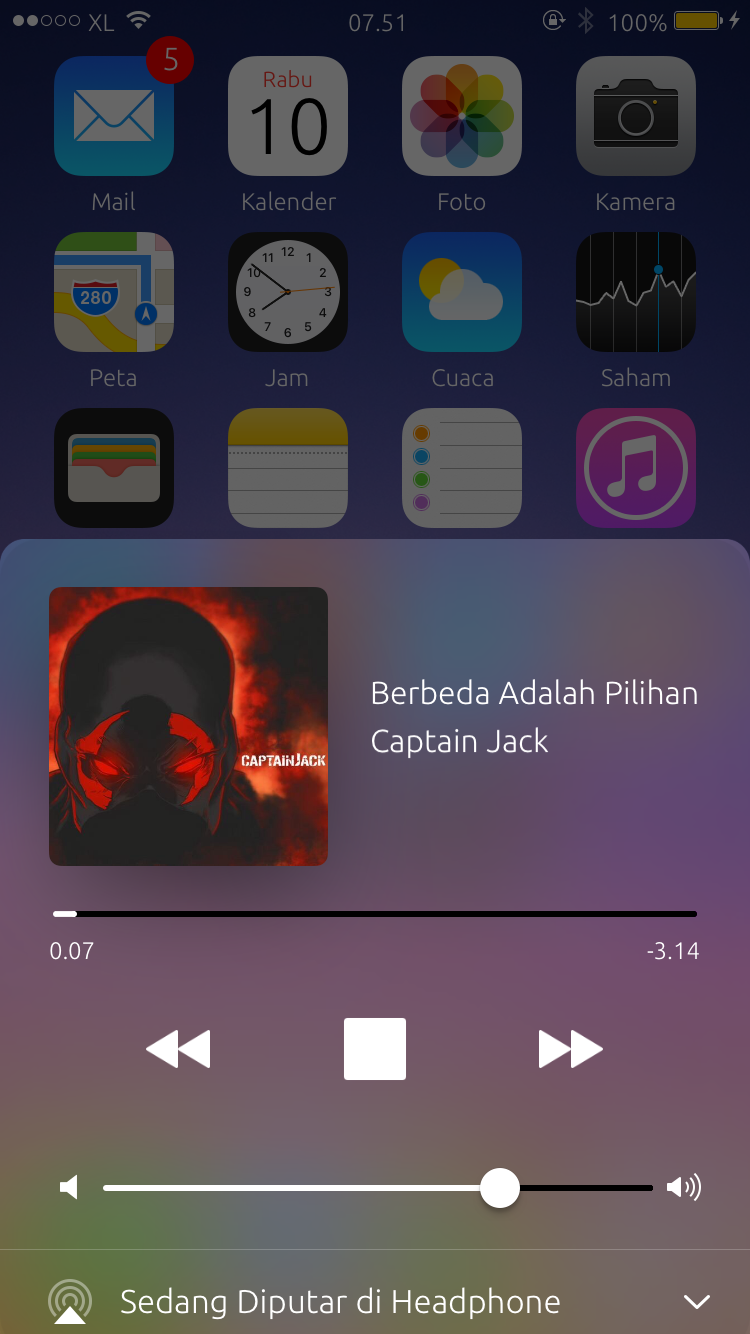 XL 07.51 100%
5
Rabu
10
Mail Kalender Foto Kamera
280
12
11 1
10 2
9 3
8 4
7 5
6
Peta Jam Cuaca Saham
CAPTAINJACK
Berbeda Adalah Pilihan
Captain Jack
0.07 -3.14
Sedang Diputar di Headphone